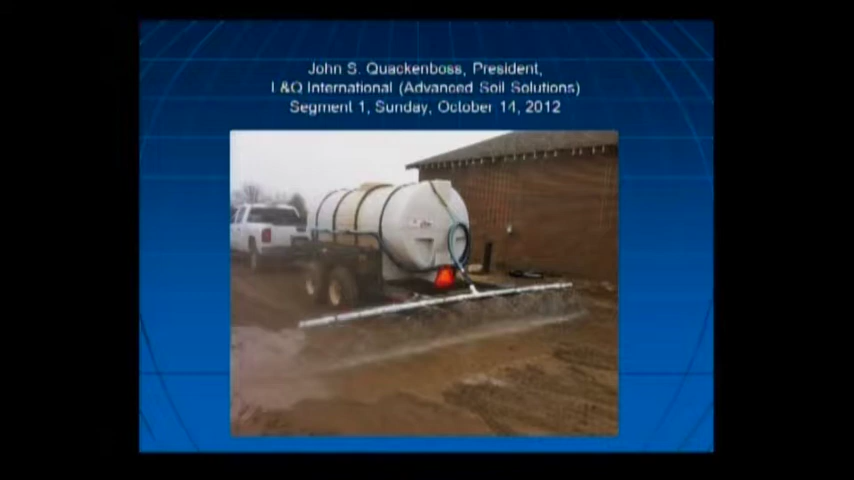 John S. Quackenboss, President,
L&Q International (Advanced Soil Solutions)
Segment 1, Sunday, October 14, 2012